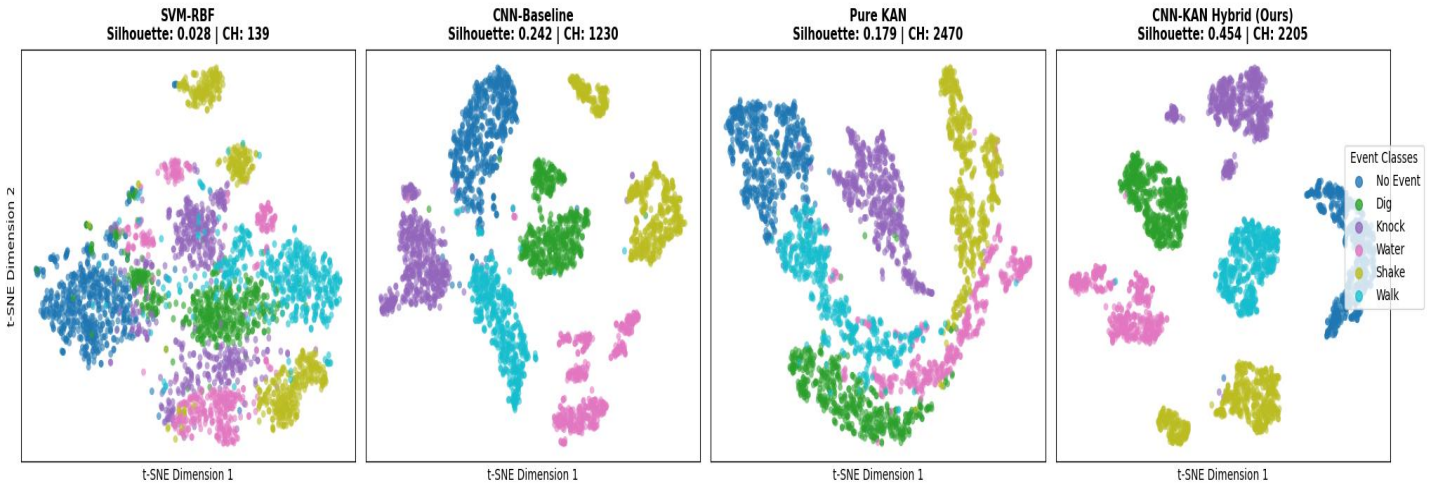 SVM-RBF
Silhouette: 0.028 | CH: 139
CNN-Baseline
Silhouette: 0.242 | CH: 1230
Pure KAN
Silhouette: 0.179 | CH: 2470
CNN-KAN Hybrid (Ours)
Silhouette: 0.454 | CH: 2205
t-SNE Dimension 2
Event Classes
No Event
Dig
Knock
Water
Shake
Walk
t-SNE Dimension 1
t-SNE Dimension 1
t-SNE Dimension 1
t-SNE Dimension 1